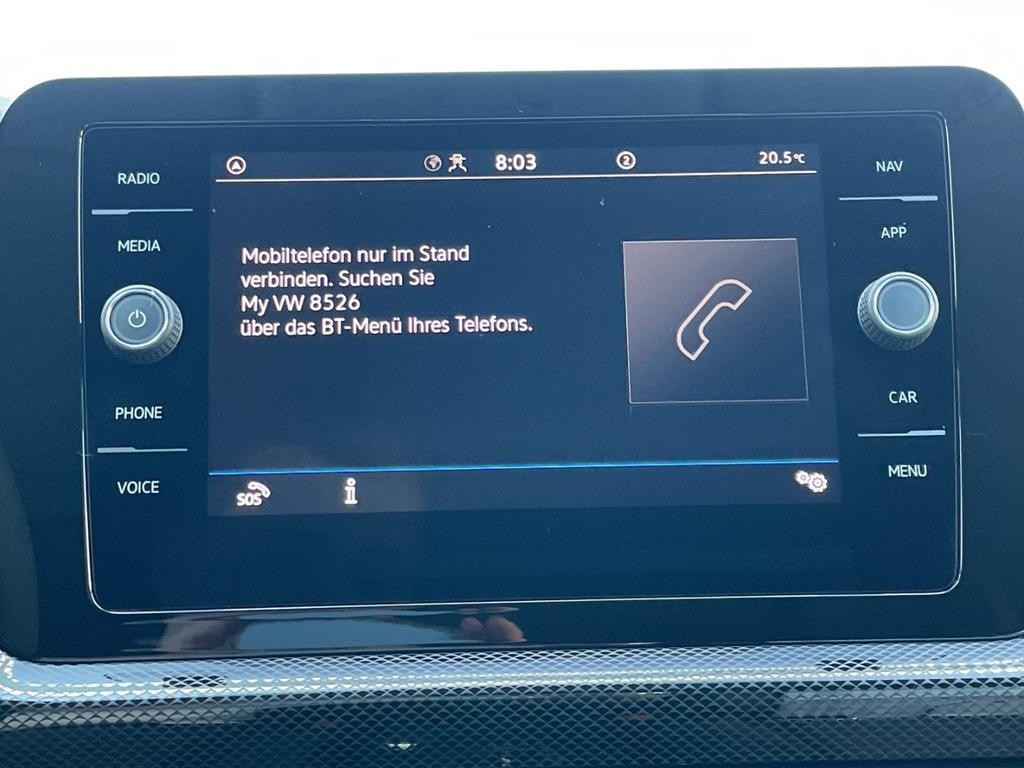 RADIO
MEDIA
PHONE
VOICE
8:03
2
20.5°C
Mobiltelefon nur im Stand
verbinden. Suchen Sie
My VW 8526
über das BT-Menü Ihres Telefons.
SOS
i
NAV
APP
CAR
MENU